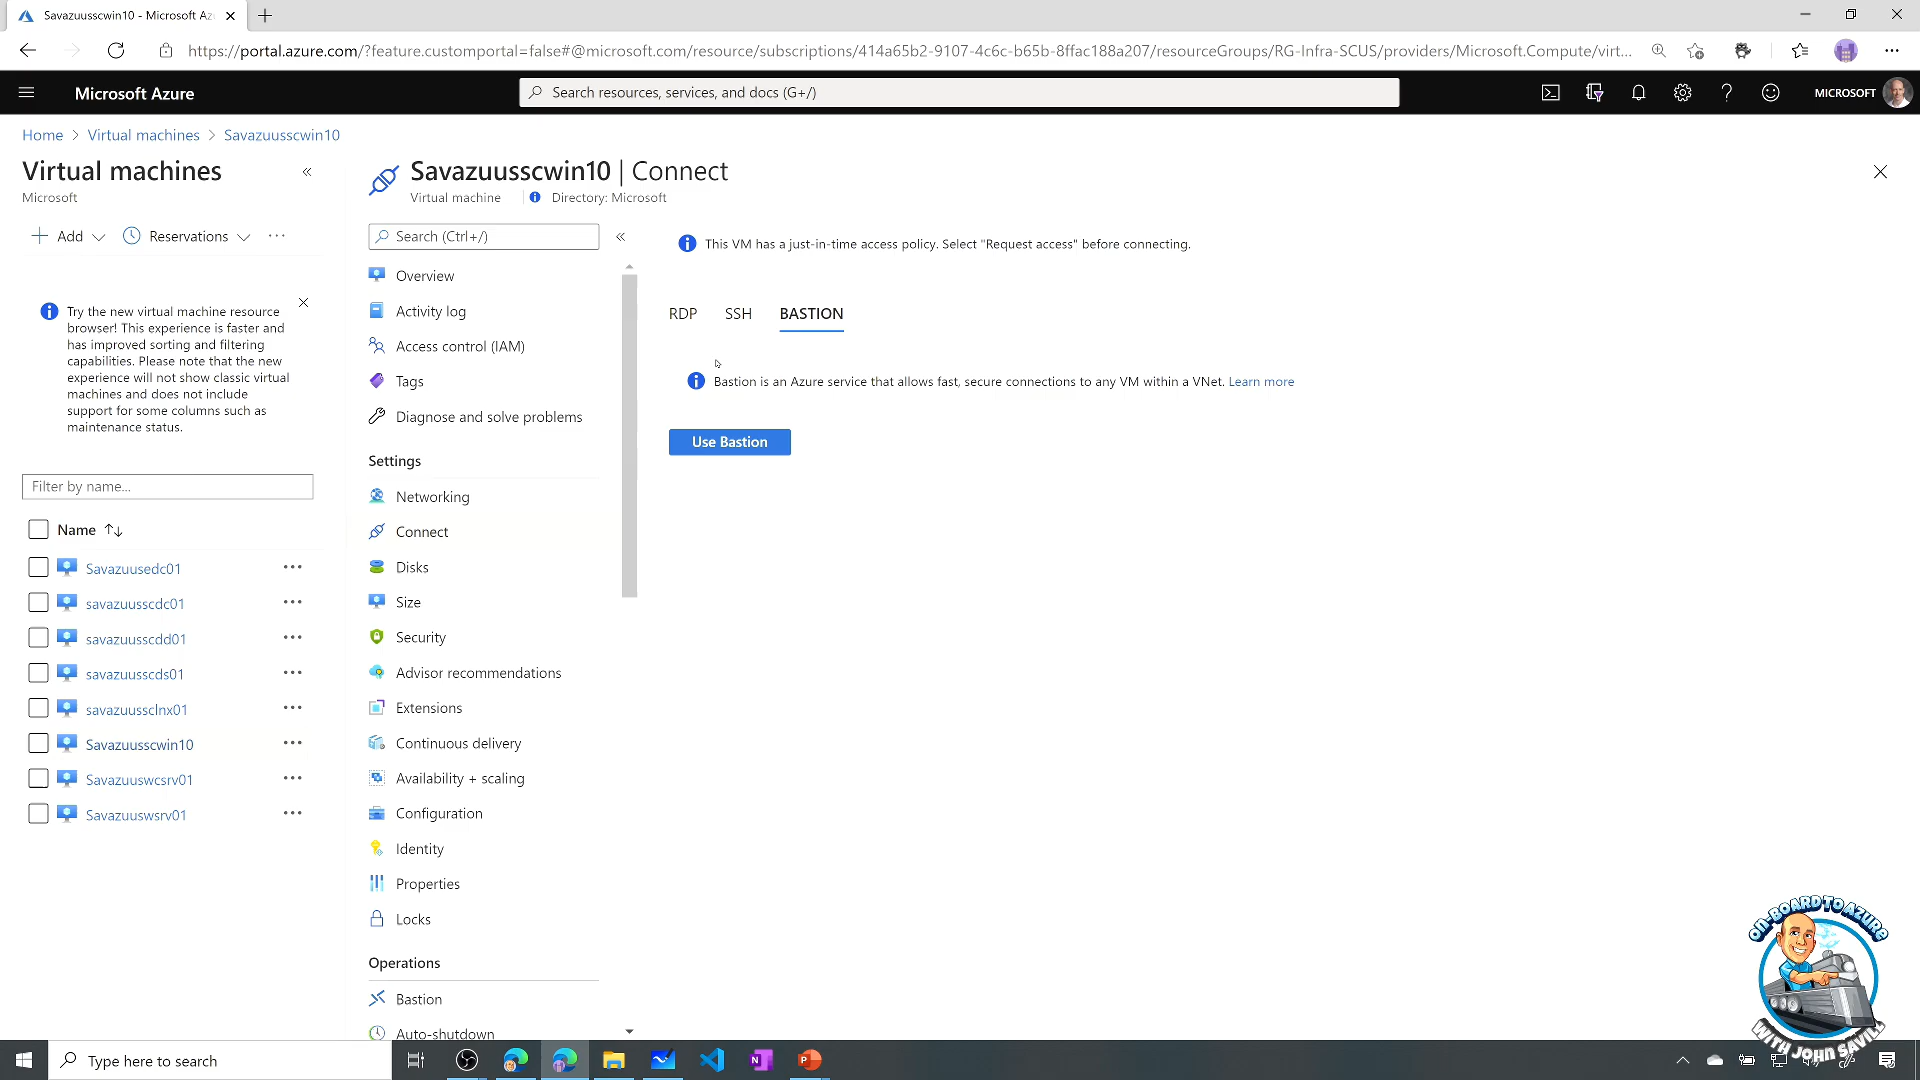 Savazuusscwin10 - Microsoft Az
https://portal.azure.com/?feature.customportal=false#@microsoft.com/resource/subscriptions/414a65b2-9107-4c6c-b65b-8ffac188a207/resourceGroups/RG-Infra-SCUS/providers/Microsoft.Compute/virt...
Microsoft Azure
Search resources, services, and docs (G+/)
MICROSOFT
Home > Virtual machines > Savazuusscwin10
Virtual machines
Microsoft
Add
Reservations
Try the new virtual machine resource
browser! This experience is faster and
has improved sorting and filtering
capabilities. Please note that the new
experience will not show classic virtual
machines and does not include
support for some columns such as
maintenance status.
Filter by name...
Name
Savazuusedc01
savazuusscdc01
savazuusscdd01
savazuusscds01
savazuussclnx01
Savazuusscwin10
Savazuuswcsrv01
Savazuuswsrv01
Savazuusscwin10 | Connect
Virtual machine
Directory: Microsoft
Search (Ctrl+/)
Overview
Activity log
Access control (IAM)
Tags
Diagnose and solve problems
Settings
Networking
Connect
Disks
Size
Security
Advisor recommendations
Extensions
Continuous delivery
Availability + scaling
Configuration
Identity
Properties
Locks
Operations
Bastion
Auto-shutdown
This VM has a just-in-time access policy. Select "Request access" before connecting.
RDP
SSH
BASTION
Bastion is an Azure service that allows fast, secure connections to any VM within a VNet. Learn more
Use Bastion
ON-BOARD TO AZURE
WITH JOHN SAVILL
Type here to search